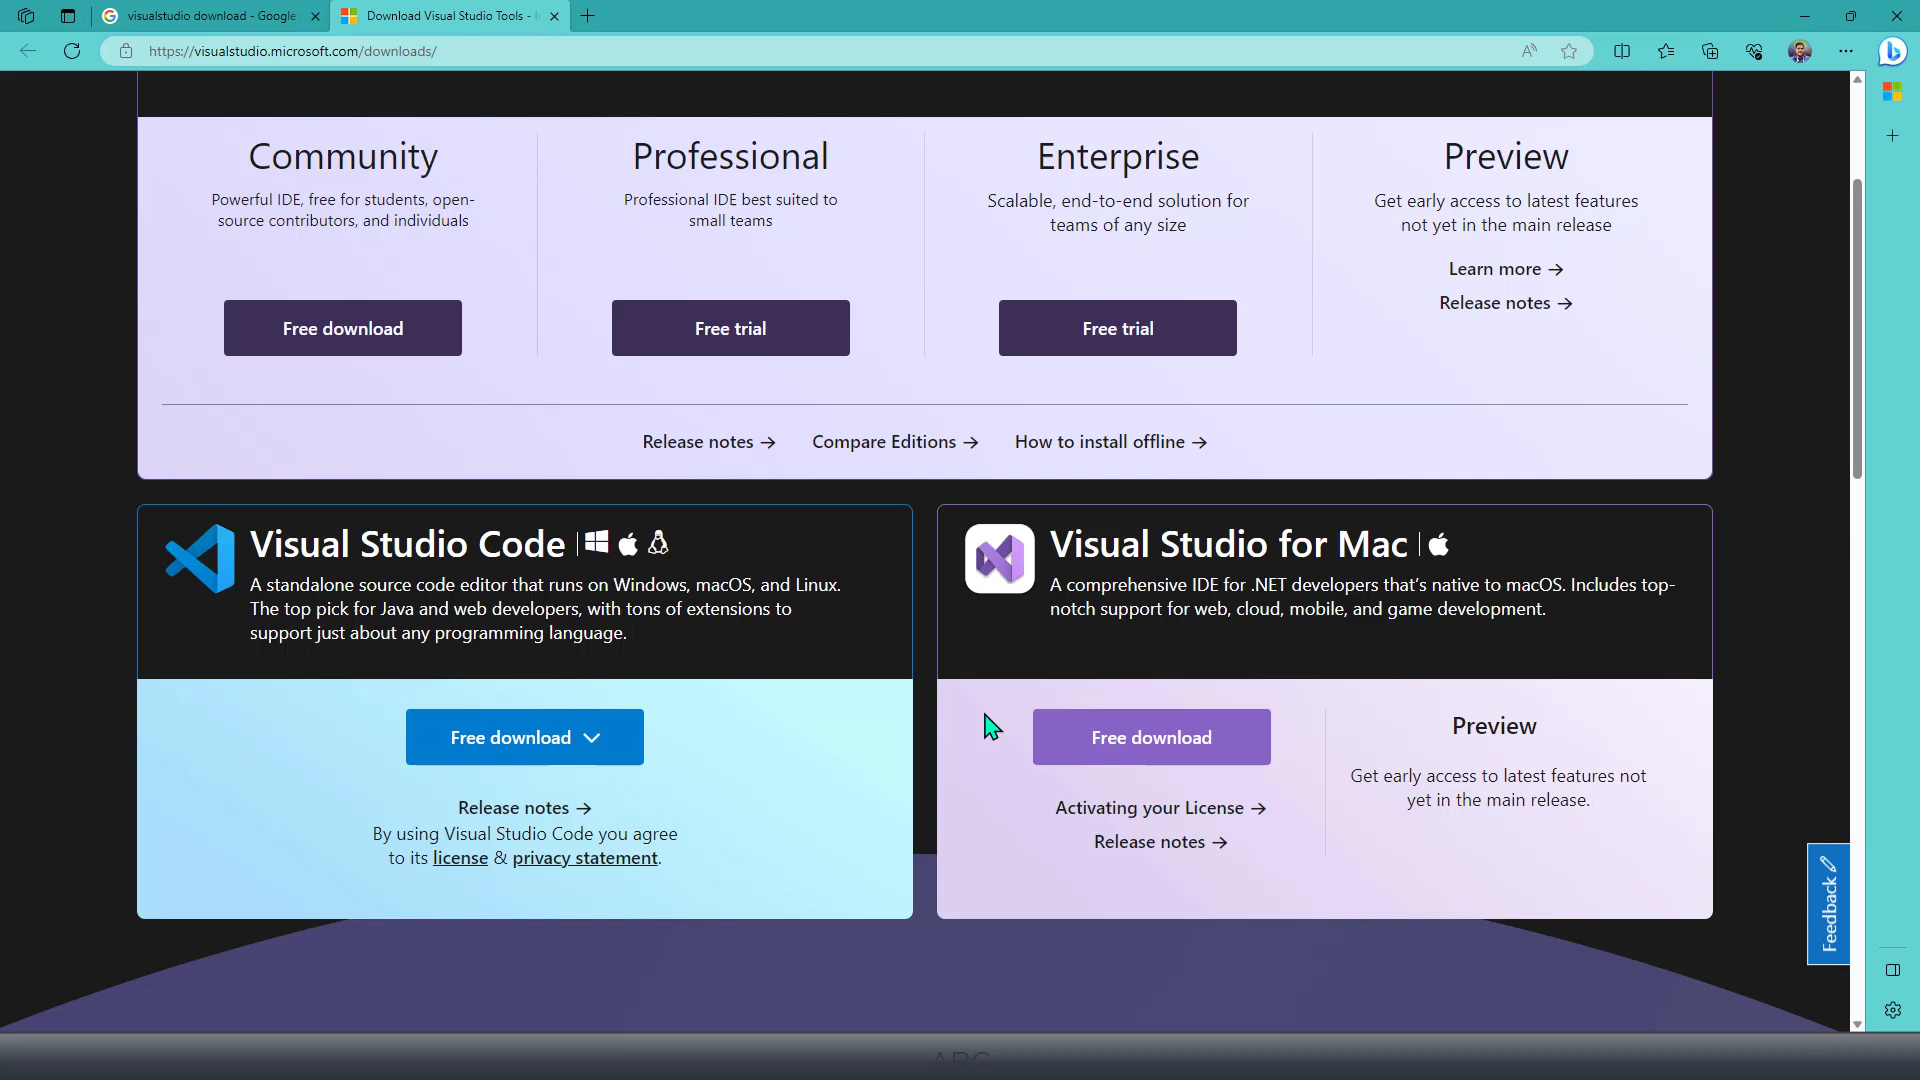 visualstudio download - Google
Download Visual Studio Tools - I
https://visualstudio.microsoft.com/downloads/
Community
Powerful IDE, free for students, open-
source contributors, and individuals
Free download
Professional
Professional IDE best suited to
small teams
Free trial
Enterprise
Scalable, end-to-end solution for
teams of any size
Free trial
Preview
Get early access to latest features
not yet in the main release
Learn more →
Release notes →
Release notes →
Compare Editions →
How to install offline →
Visual Studio Code
A standalone source code editor that runs on Windows, macOS, and Linux.
The top pick for Java and web developers, with tons of extensions to
support just about any programming language.
Free download
Release notes →
By using Visual Studio Code you agree
to its license & privacy statement.
Visual Studio for Mac
A comprehensive IDE for .NET developers that's native to macOS. Includes top-
notch support for web, cloud, mobile, and game development.
Free download
Activating your License →
Release notes →
Preview
Get early access to latest features not
yet in the main release.
Feedback